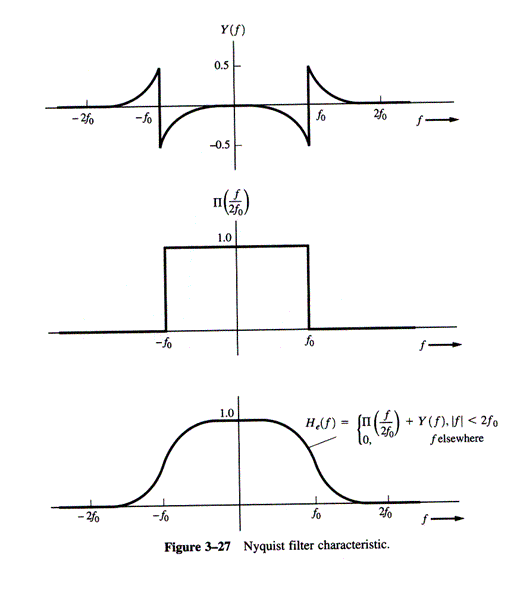 Y(f)
0.5
−2f₀ −f₀ f₀ 2f₀ f
−0.5
Π(f/2f₀)
1.0
−f₀ f₀ f
1.0
Hₑ(f) = {Π(f/2f₀) + Y(f), |f| < 2f₀
0, f elsewhere
−2f₀ −f₀ f₀ 2f₀ f
Figure 3–27 Nyquist filter characteristic.